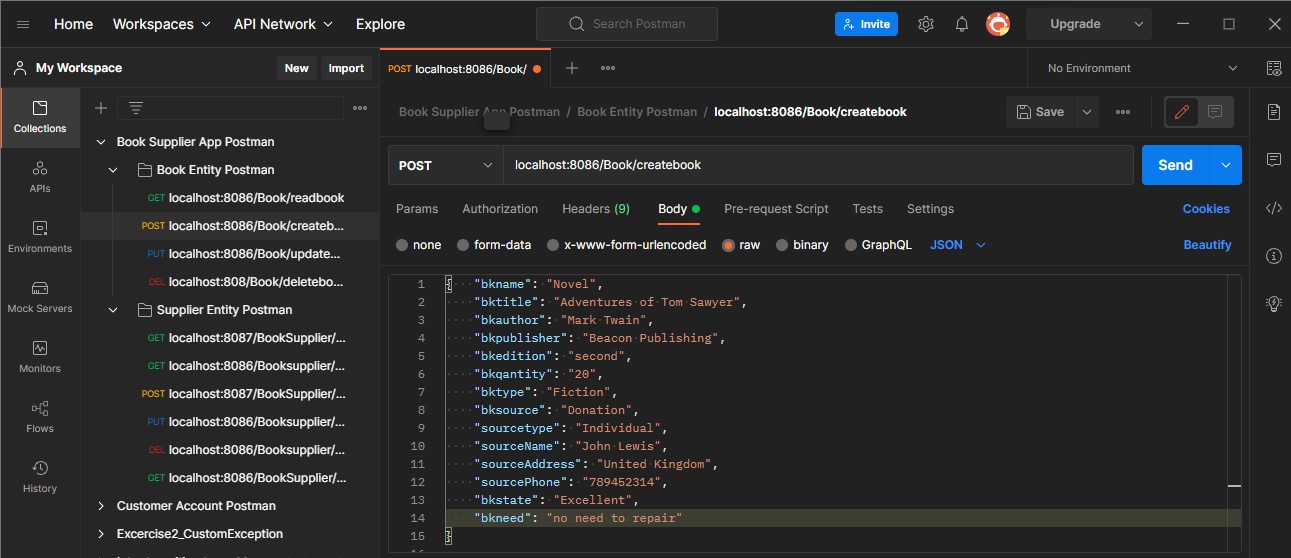 Home Workspaces API Network Explore Search Postman Invite Upgrade
My Workspace New Import POST localhost:8086/Book/ No Environment
Collections
APIs
Environments
Mock Servers
Monitors
Flows
History
Book Supplier App Postman
Book Entity Postman
GET localhost:8086/Book/readbook
POST localhost:8086/Book/createb...
PUT localhost:8086/Book/update...
DEL localhost:808/Book/deletebo...
Supplier Entity Postman
GET localhost:8087/BookSupplier/...
GET localhost:8086/Booksupplier/...
POST localhost:8087/BookSupplier/...
PUT localhost:8086/Booksupplier/...
DEL localhost:8086/booksupplier/...
GET localhost:8086/BookSupplier/...
Customer Account Postman
Excercise2_CustomException
Book Supplier App Postman / Book Entity Postman / localhost:8086/Book/createbook Save
POST localhost:8086/Book/createbook Send
Params Authorization Headers (9) Body Pre-request Script Tests Settings Cookies
none form-data x-www-form-urlencoded raw binary GraphQL JSON Beautify
1 { "bkname": "Novel",
2 "bktitle": "Adventures of Tom Sawyer",
3 "bkauthor": "Mark Twain",
4 "bkpublisher": "Beacon Publishing",
5 "bkedition": "second",
6 "bkqantity": "20",
7 "bktype": "Fiction",
8 "bksource": "Donation",
9 "sourcetype": "Individual",
10 "sourceName": "John Lewis",
11 "sourceAddress": "United Kingdom",
12 "sourcePhone": "789452314",
13 "bkstate": "Excellent",
14 "bkneed": "no need to repair"
15 }